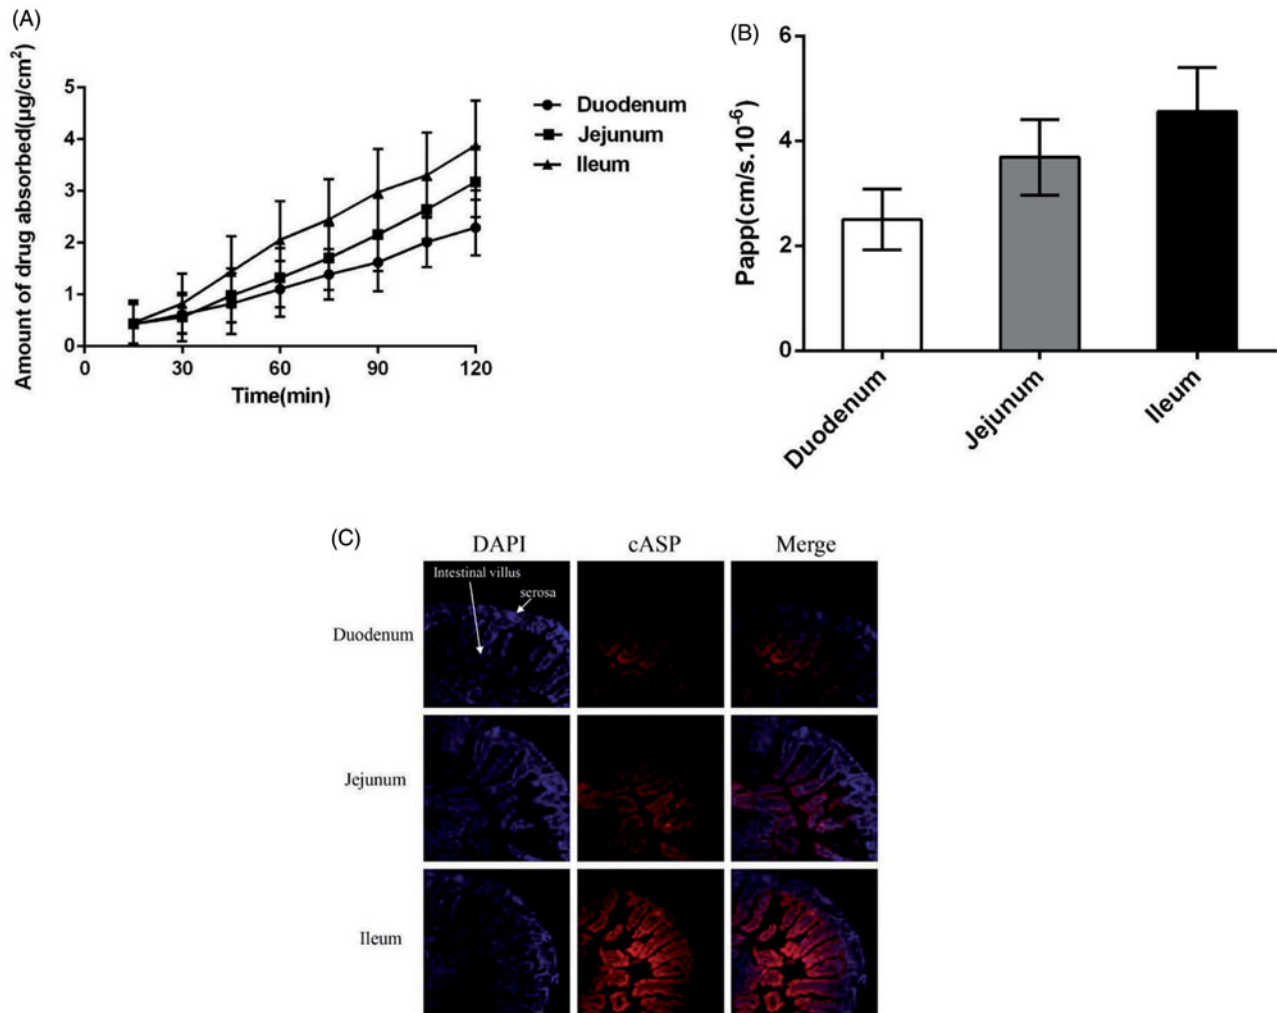 (A)
Amount of drug absorbed(µg/cm²)
5
4
3
2
1
0
0
30
60
90
120
Time(min)
Duodenum
Jejunum
Ileum
(B)
Papp(cm/s.10⁻⁶)
6
4
2
0
Duodenum
Jejunum
Ileum
(C)
DAPI
cASP
Merge
Intestinal villus
serosa
Duodenum
Jejunum
Ileum